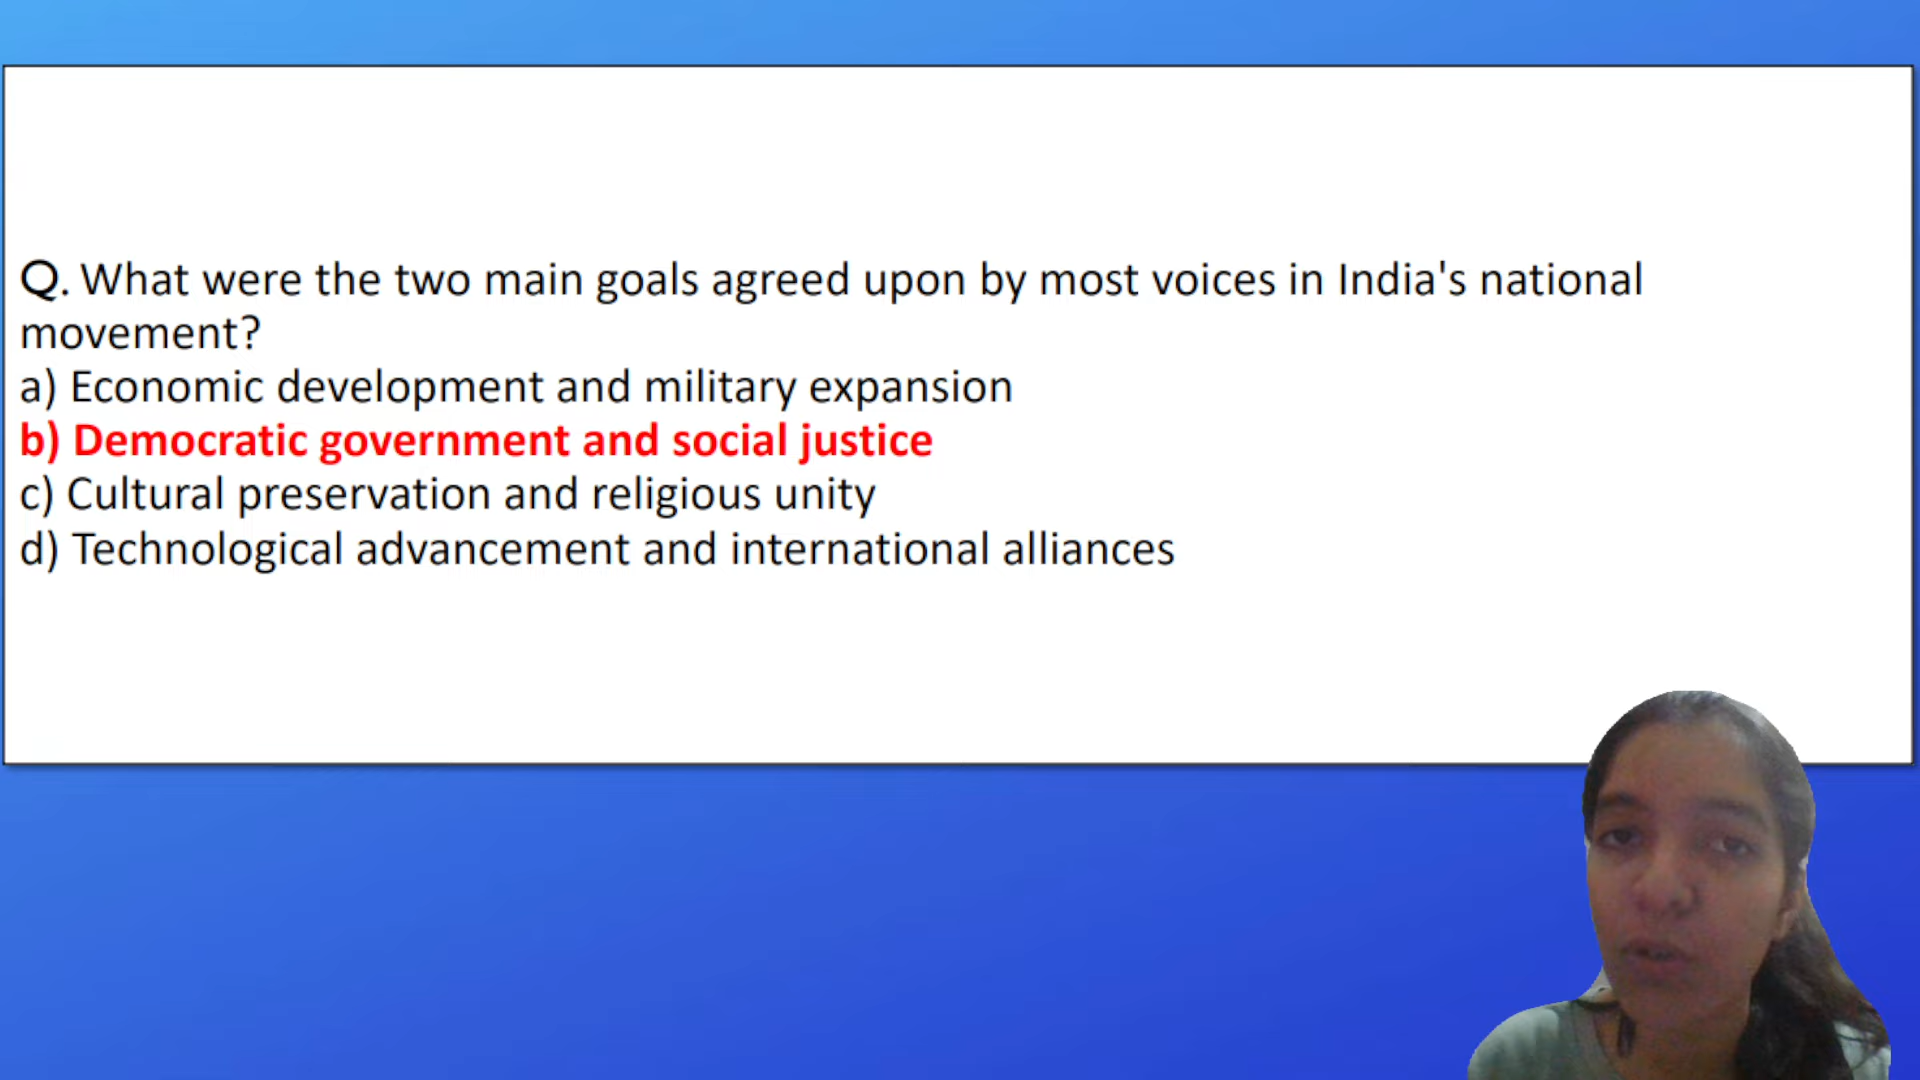 Q. What were the two main goals agreed upon by most voices in India's national
movement?
a) Economic development and military expansion
b) Democratic government and social justice
c) Cultural preservation and religious unity
d) Technological advancement and international alliances